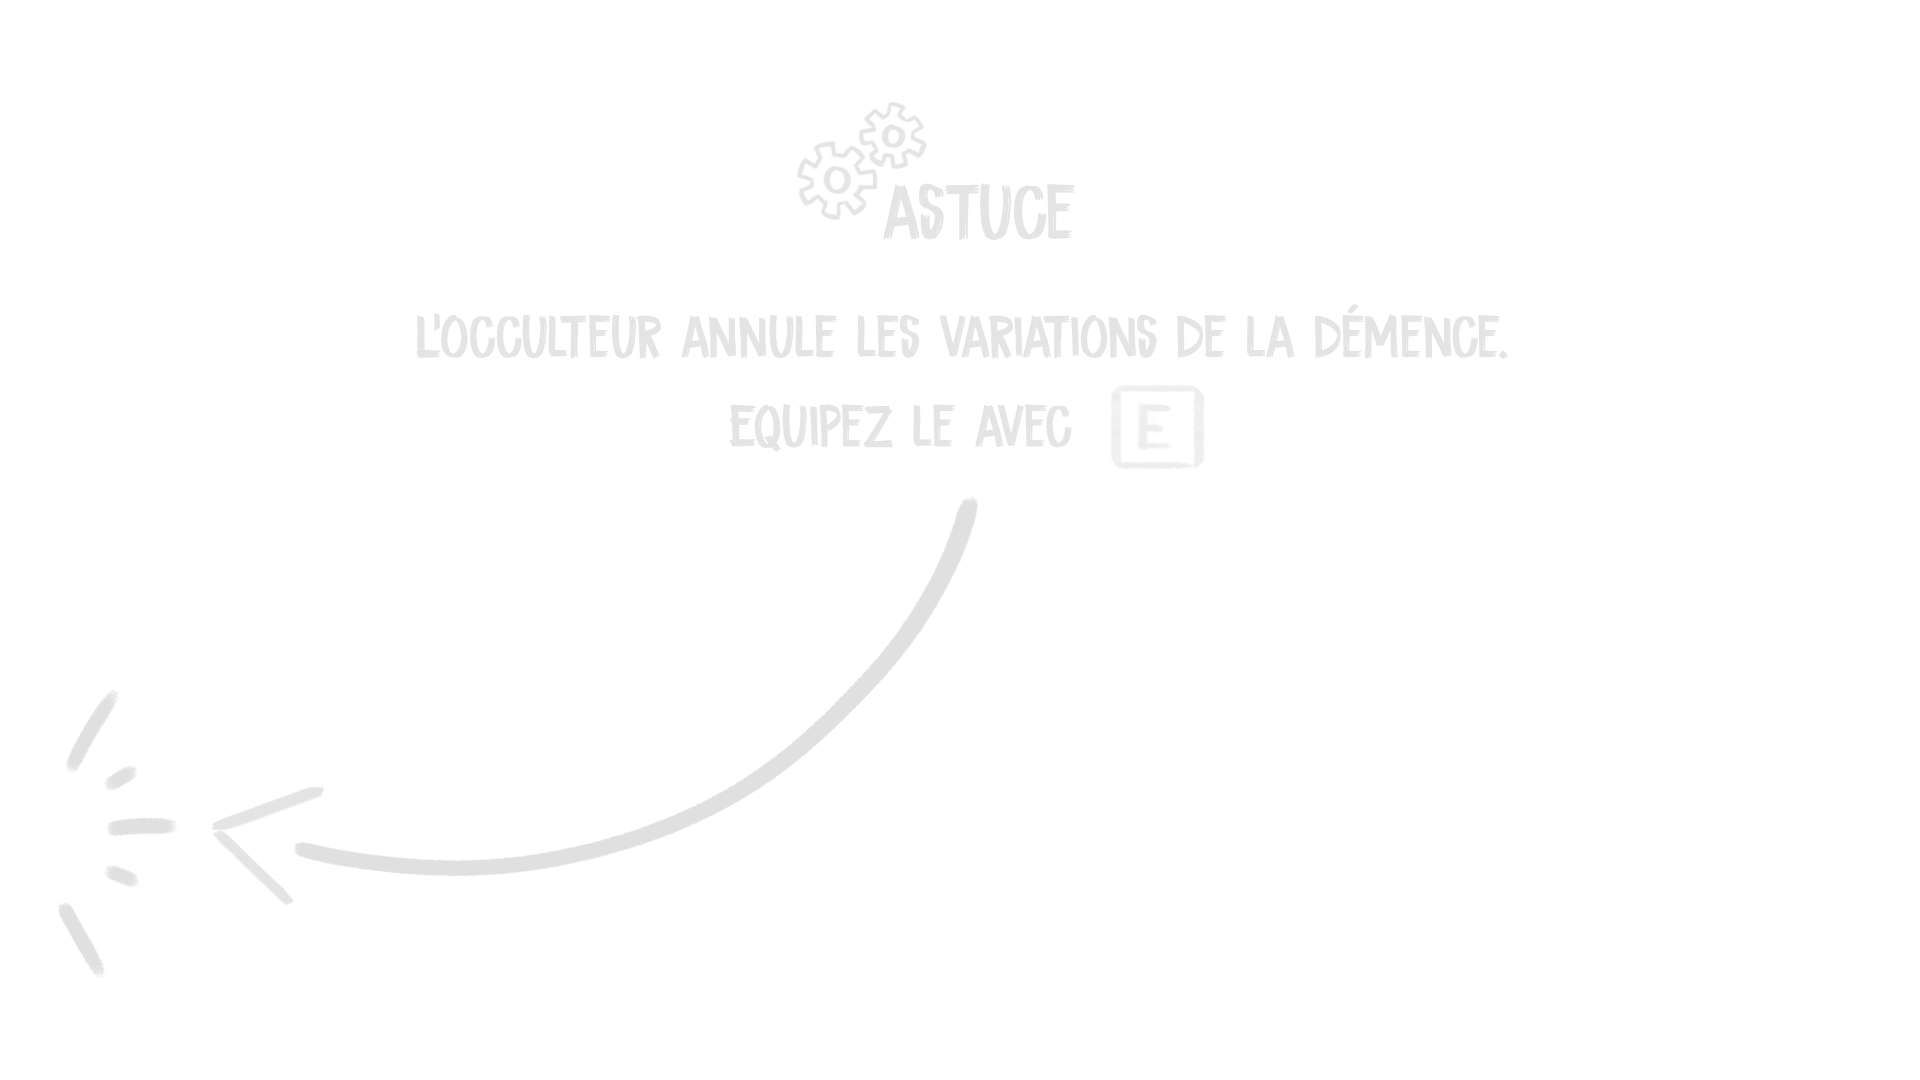 ASTUCE
L'OCCULTEUR ANNULE LES VARIATIONS DE LA DÉMENCE.
EQUIPEZ LE AVEC E